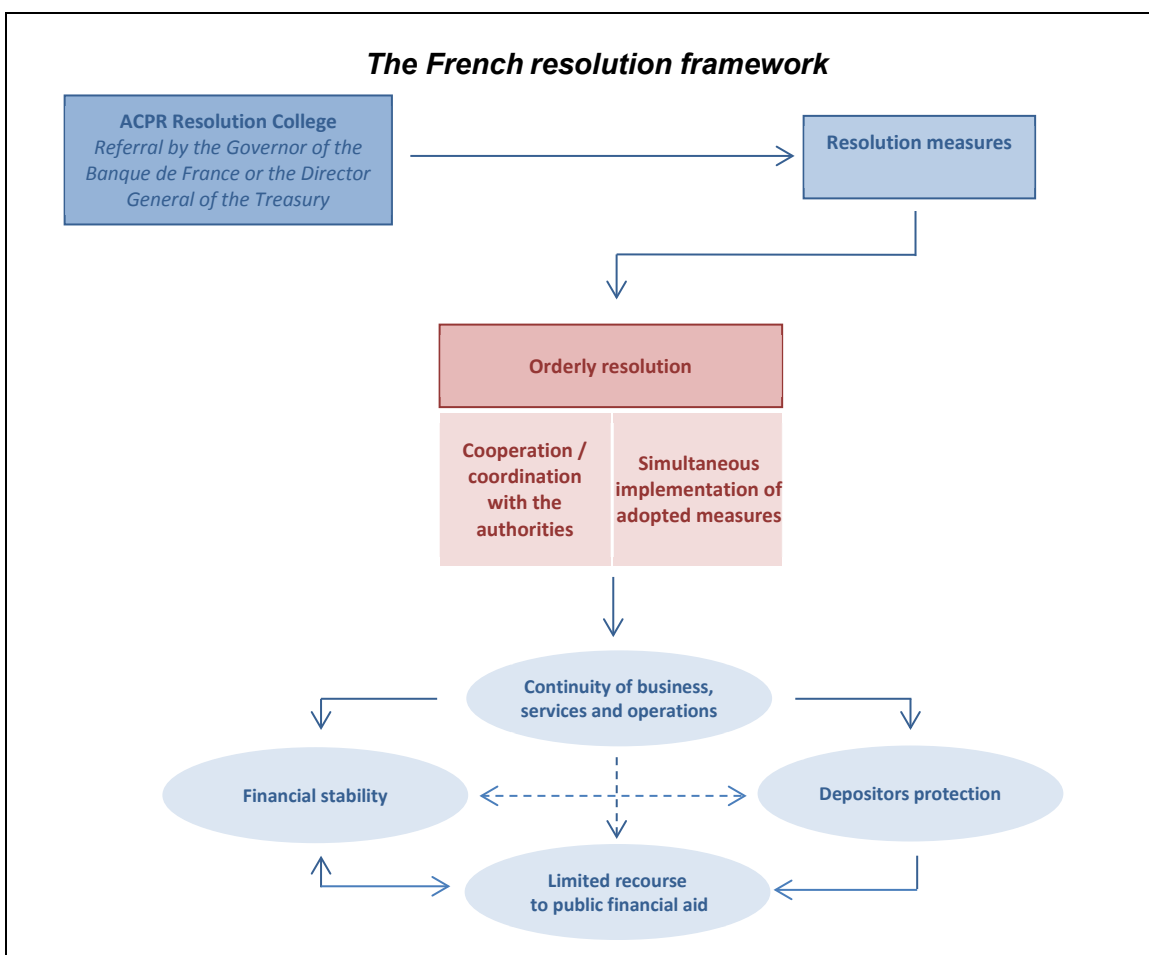 The French resolution framework
ACPR Resolution College
Referral by the Governor of the
Banque de France or the Director
General of the Treasury
Resolution measures
Orderly resolution
Cooperation /
coordination
with the
authorities
Simultaneous
implementation of
adopted measures
Continuity of business,
services and operations
Financial stability
Depositors protection
Limited recourse
to public financial aid